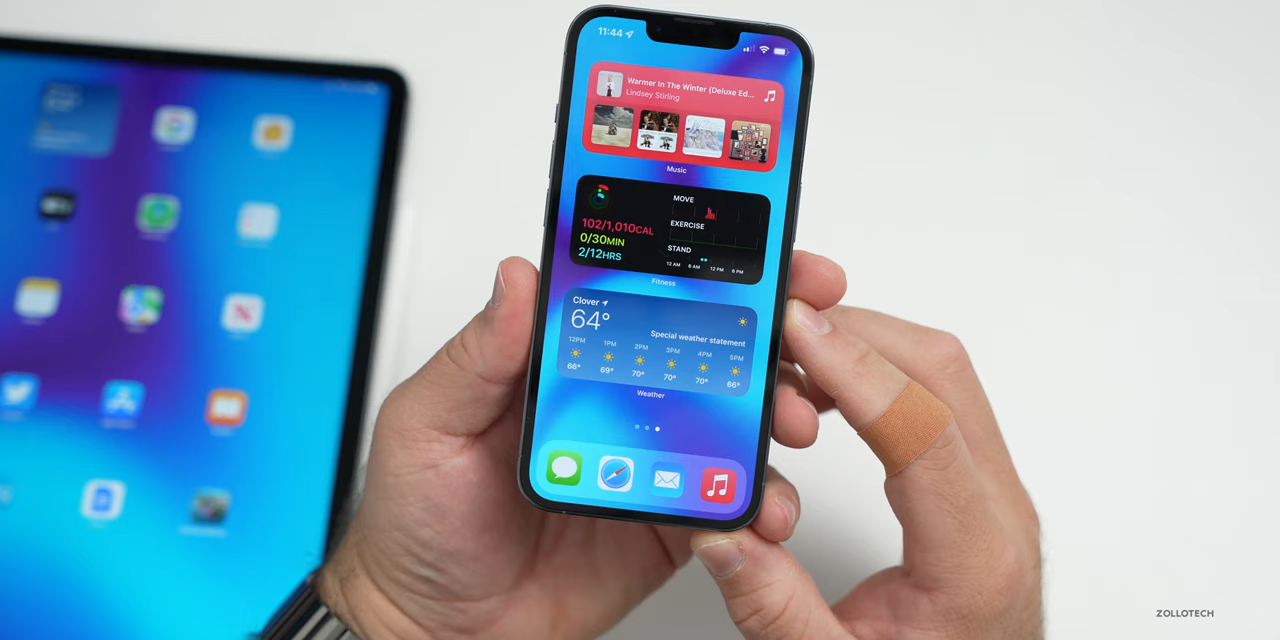 11:44
Warmer In The Winter (Deluxe Ed...
Lindsey Stirling
Music
102/1,010CAL
0/30MIN
2/12HRS
MOVE
EXERCISE
STAND
12 AM 6 AM 12 PM 6 PM
Fitness
Clover
64°
Special weather statement
12PM 1PM 2PM 3PM 4PM 5PM
66° 69° 70° 70° 70° 66°
Weather
ZOLLOTECH